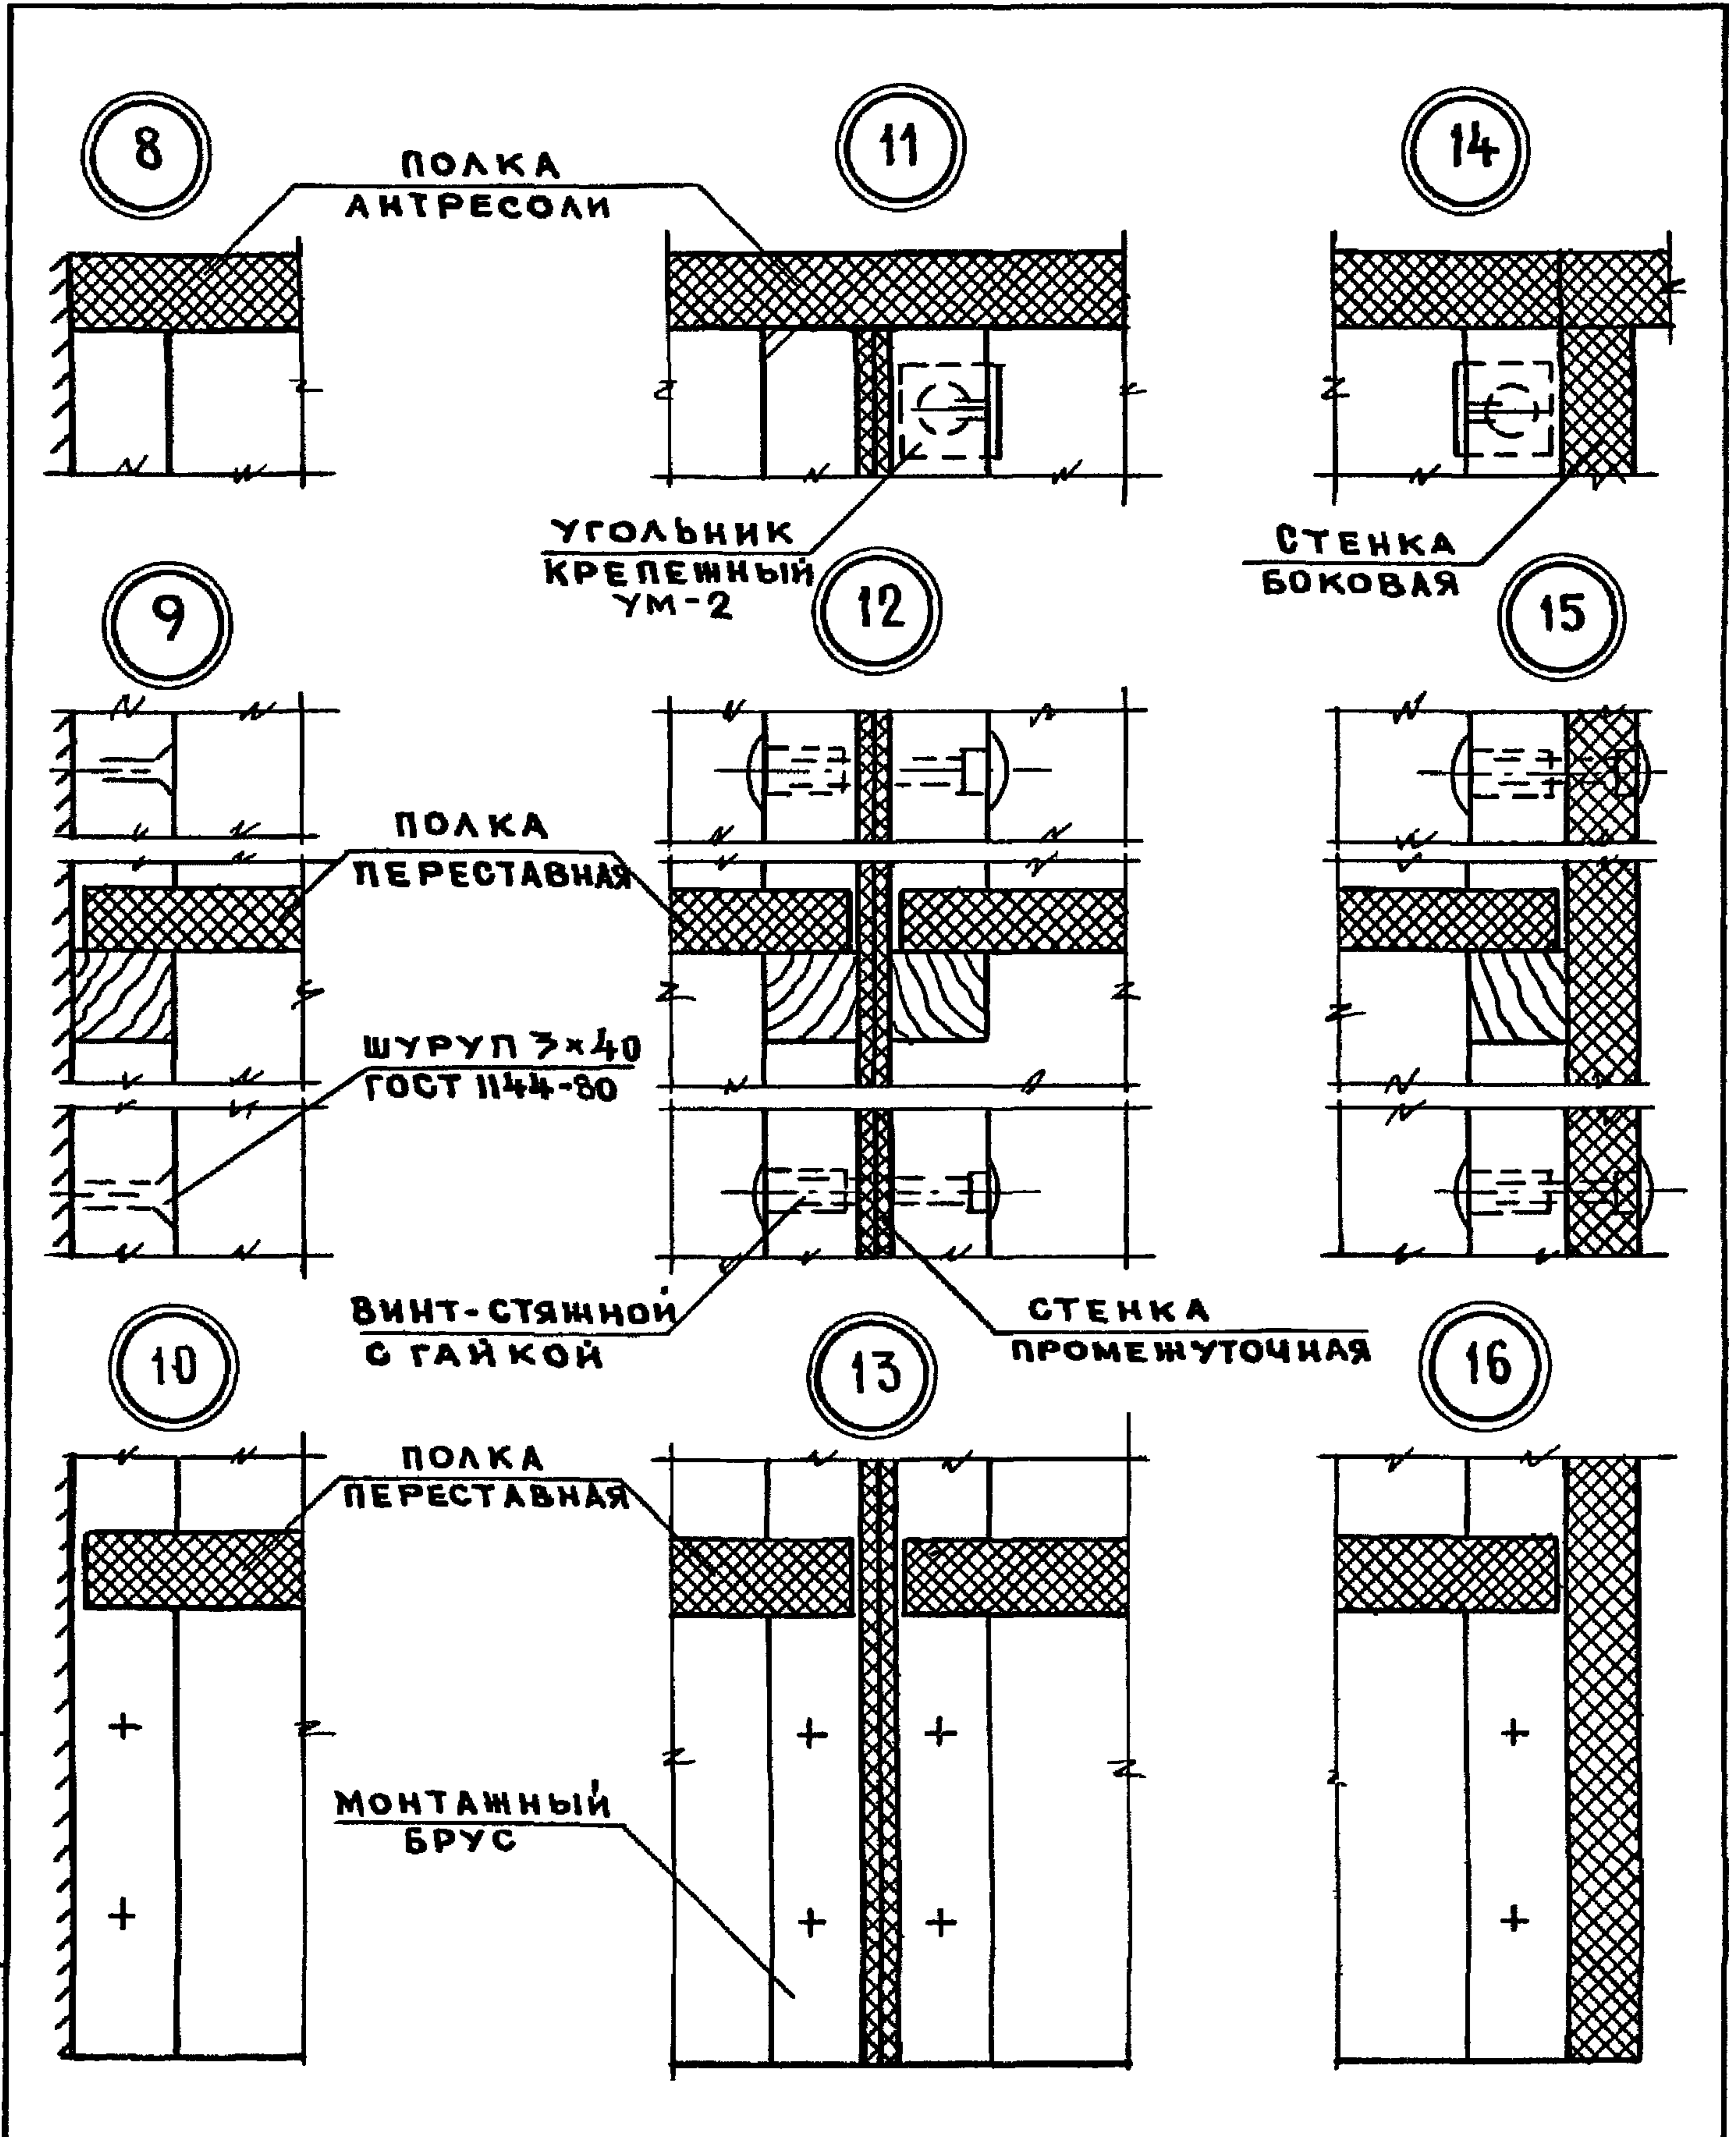 8
11
14
ПОЛКА
АНТРЕСОЛИ
УГОЛЬНИК
КРЕПЕЖНЫЙ
УМ-2
СТЕНКА
БОКОВАЯ
9
12
15
ПОЛКА
ПЕРЕСТАВНАЯ
ШУРУП 3×40
ГОСТ 1144-80
ВИНТ-СТЯЖНОЙ
С ГАЙКОЙ
СТЕНКА
ПРОМЕЖУТОЧНАЯ
10
13
16
ПОЛКА
ПЕРЕСТАВНАЯ
МОНТАЖНЫЙ
БРУС